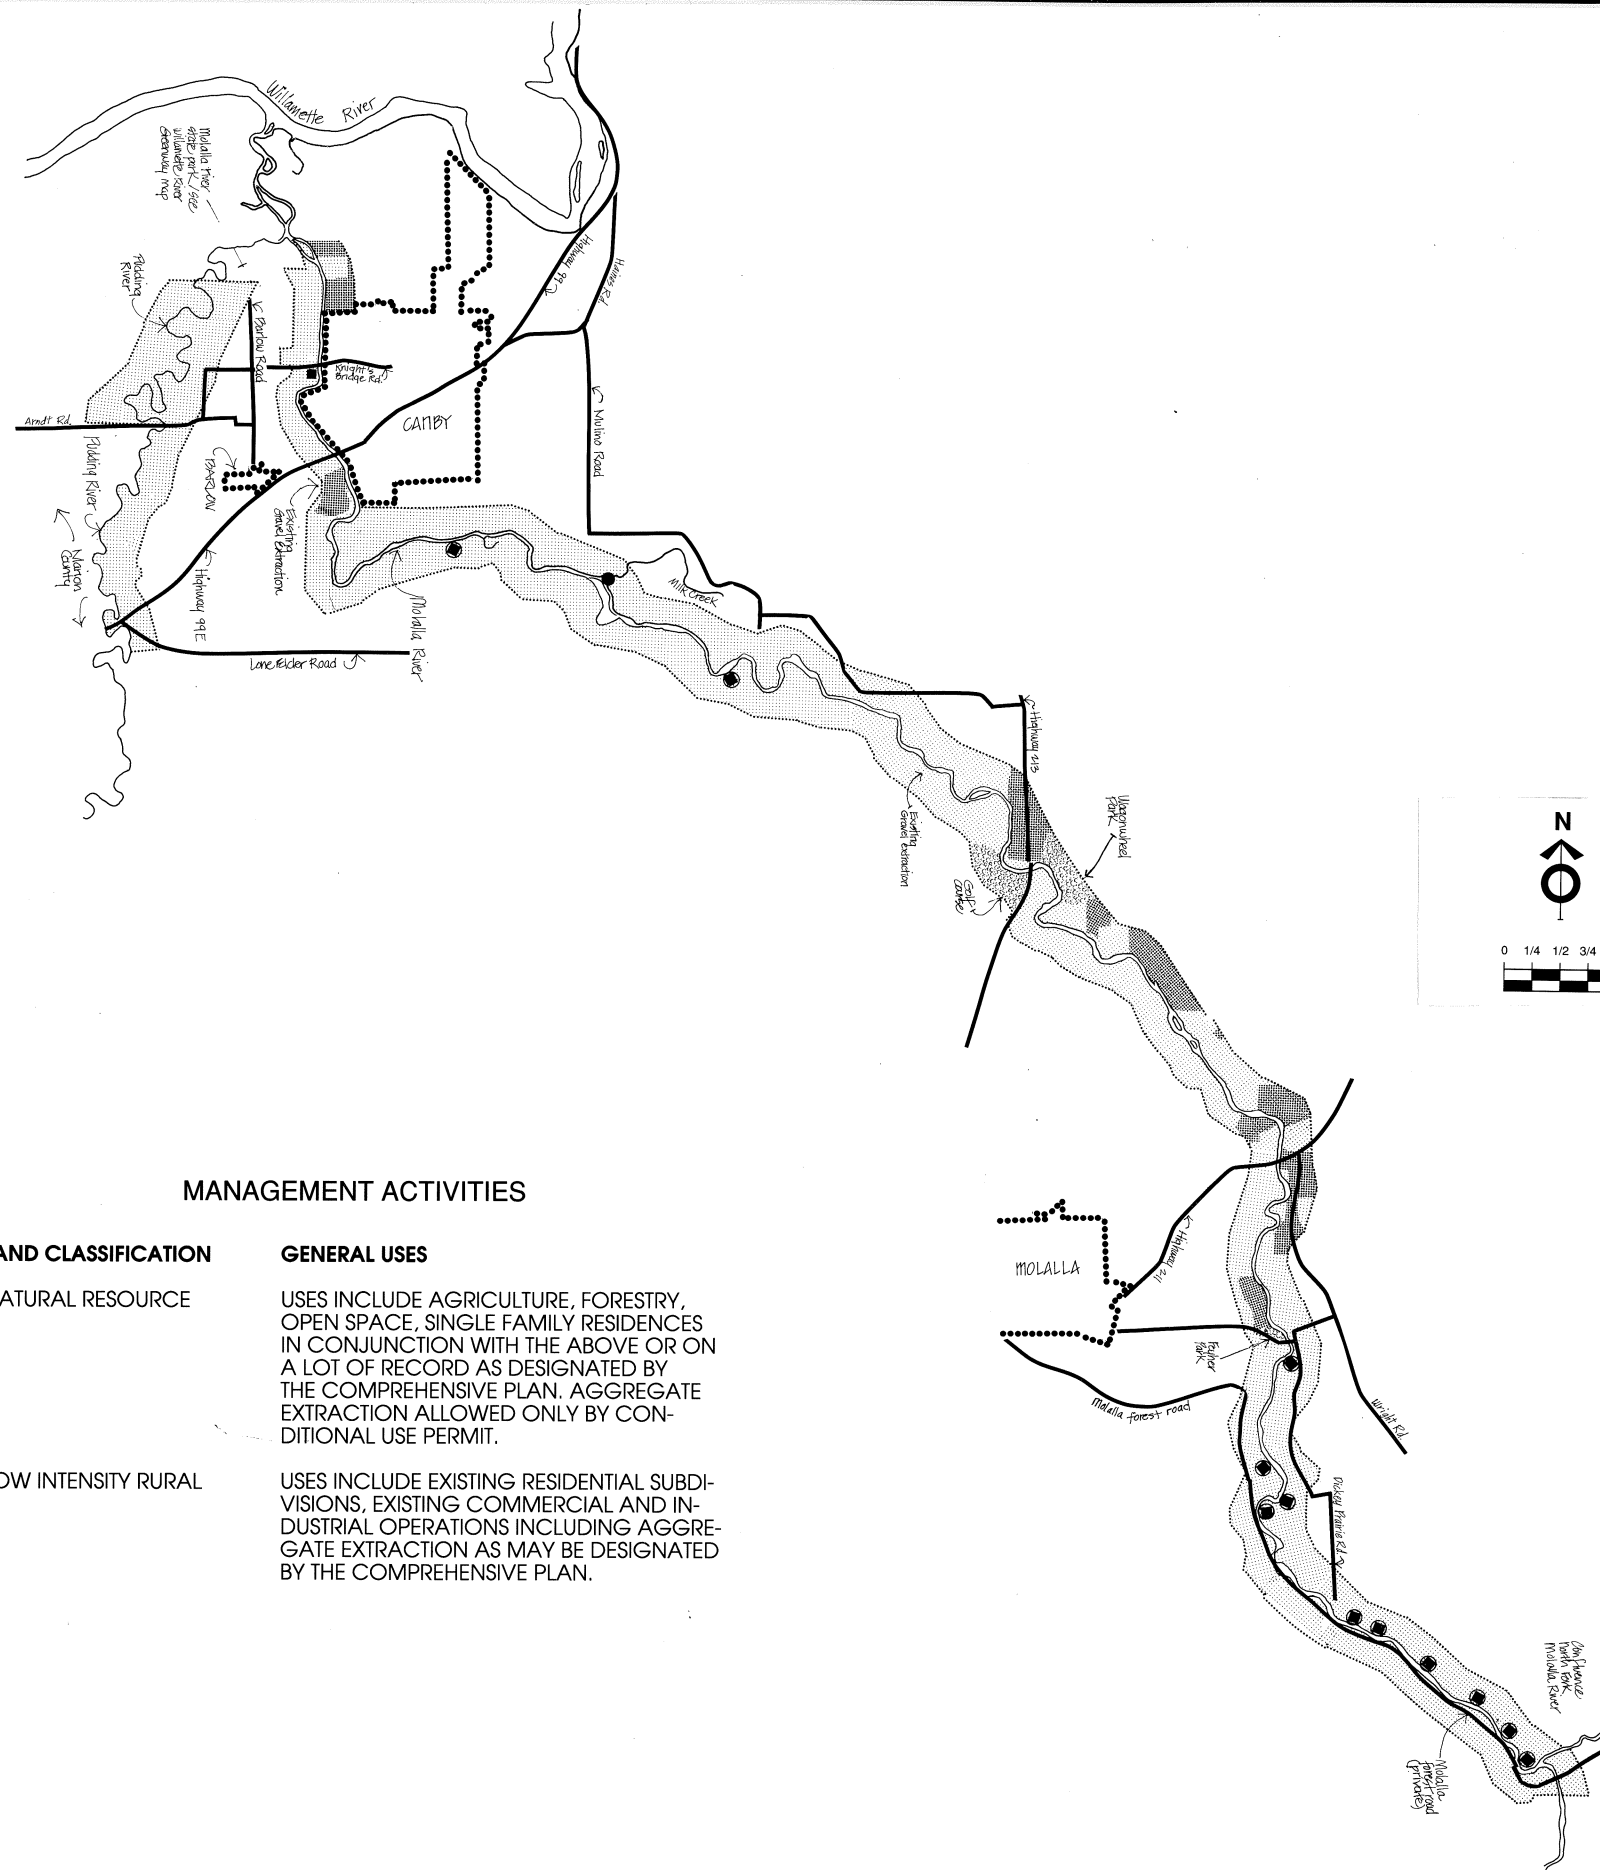 Willamette
River
Molalla River
state park / see
Willamette River
Greenway map
Pudding
River
Barlow Road
Knights
Bridge Rd.
Highway 99
Haines Rd.
CANBY
Mulino Road
Arndt Rd.
Pudding River
BARLOW
Existing
Gravel Extraction
Marion
County
Highway 99E
Molalla River
Lone Elder Road
Milk Creek
Highway 213
Wagonwheel
Park
Existing
Gravel extraction
Golf
course
N
0 1/4 1/2 3/4
MANAGEMENT ACTIVITIES
AND CLASSIFICATION
GENERAL USES
ATURAL RESOURCE
USES INCLUDE AGRICULTURE, FORESTRY,
OPEN SPACE, SINGLE FAMILY RESIDENCES
IN CONJUNCTION WITH THE ABOVE OR ON
A LOT OF RECORD AS DESIGNATED BY
THE COMPREHENSIVE PLAN. AGGREGATE
EXTRACTION ALLOWED ONLY BY CON-
DITIONAL USE PERMIT.
OW INTENSITY RURAL
USES INCLUDE EXISTING RESIDENTIAL SUBDI-
VISIONS, EXISTING COMMERCIAL AND IN-
DUSTRIAL OPERATIONS INCLUDING AGGRE-
GATE EXTRACTION AS MAY BE DESIGNATED
BY THE COMPREHENSIVE PLAN.
MOLALLA
Highway 211
Feyher
Park
Molalla forest road
Wright Rd.
Dickey Prairie Rd.
Confluence
North Fork
Molalla River
Molalla
forest road
(private)